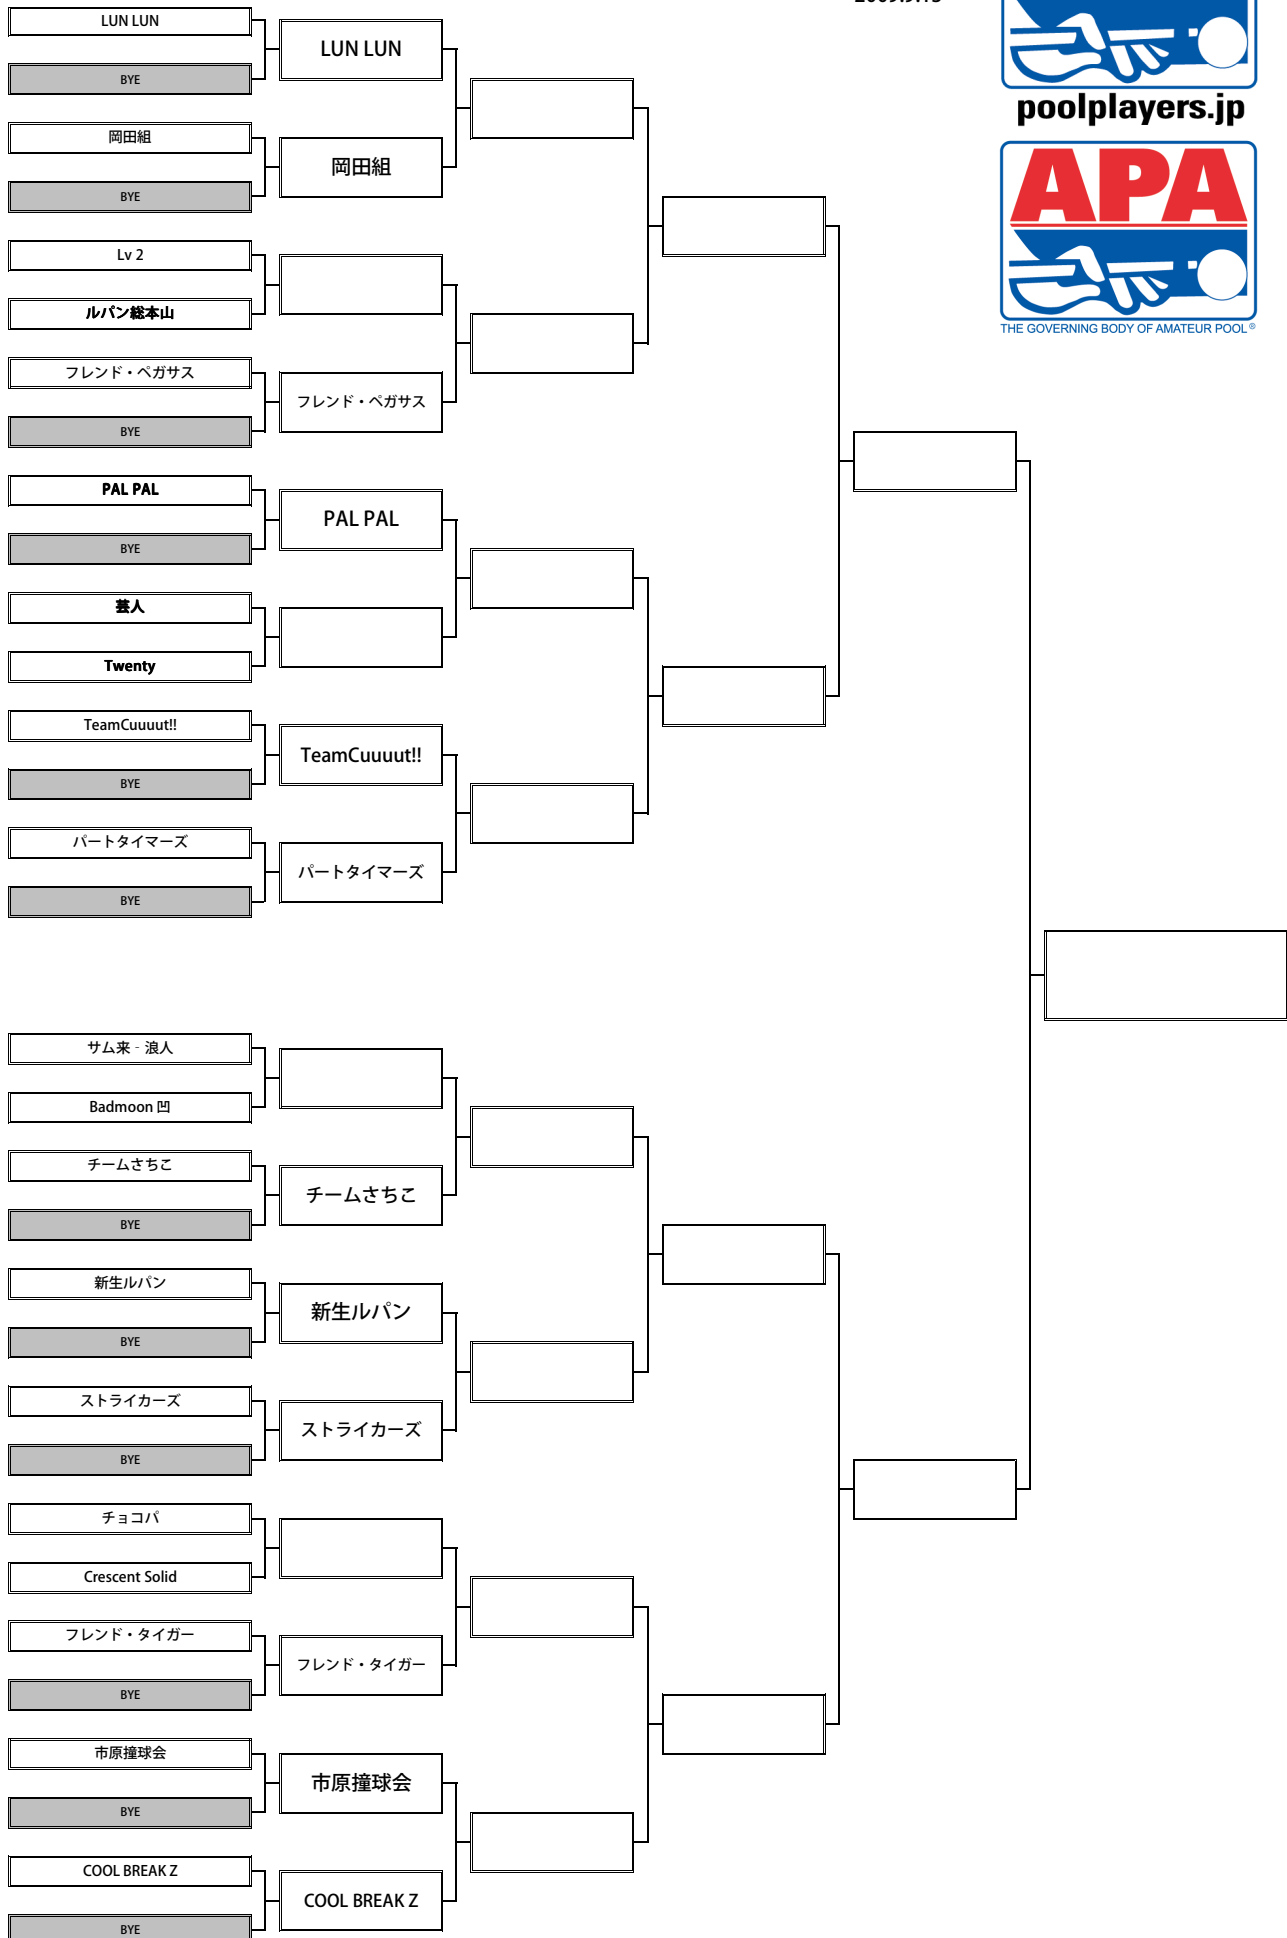 2009.9.13
LUN LUN
BYE
LUN LUN
岡田組
BYE
岡田組
Lv 2
ルパン総本山
フレンド・ペガサス
BYE
フレンド・ペガサス
PAL PAL
BYE
PAL PAL
芸人
Twenty
TeamCuuuut!!
BYE
TeamCuuuut!!
パートタイマーズ
BYE
パートタイマーズ
サム来‐浪人
Badmoon 凹
チームさちこ
BYE
チームさちこ
新生ルパン
BYE
新生ルパン
ストライカーズ
BYE
ストライカーズ
チョコパ
Crescent Solid
フレンド・タイガー
BYE
フレンド・タイガー
市原撞球会
BYE
市原撞球会
COOL BREAK Z
BYE
COOL BREAK Z
poolplayers.jp
APA
THE GOVERNING BODY OF AMATEUR POOL®